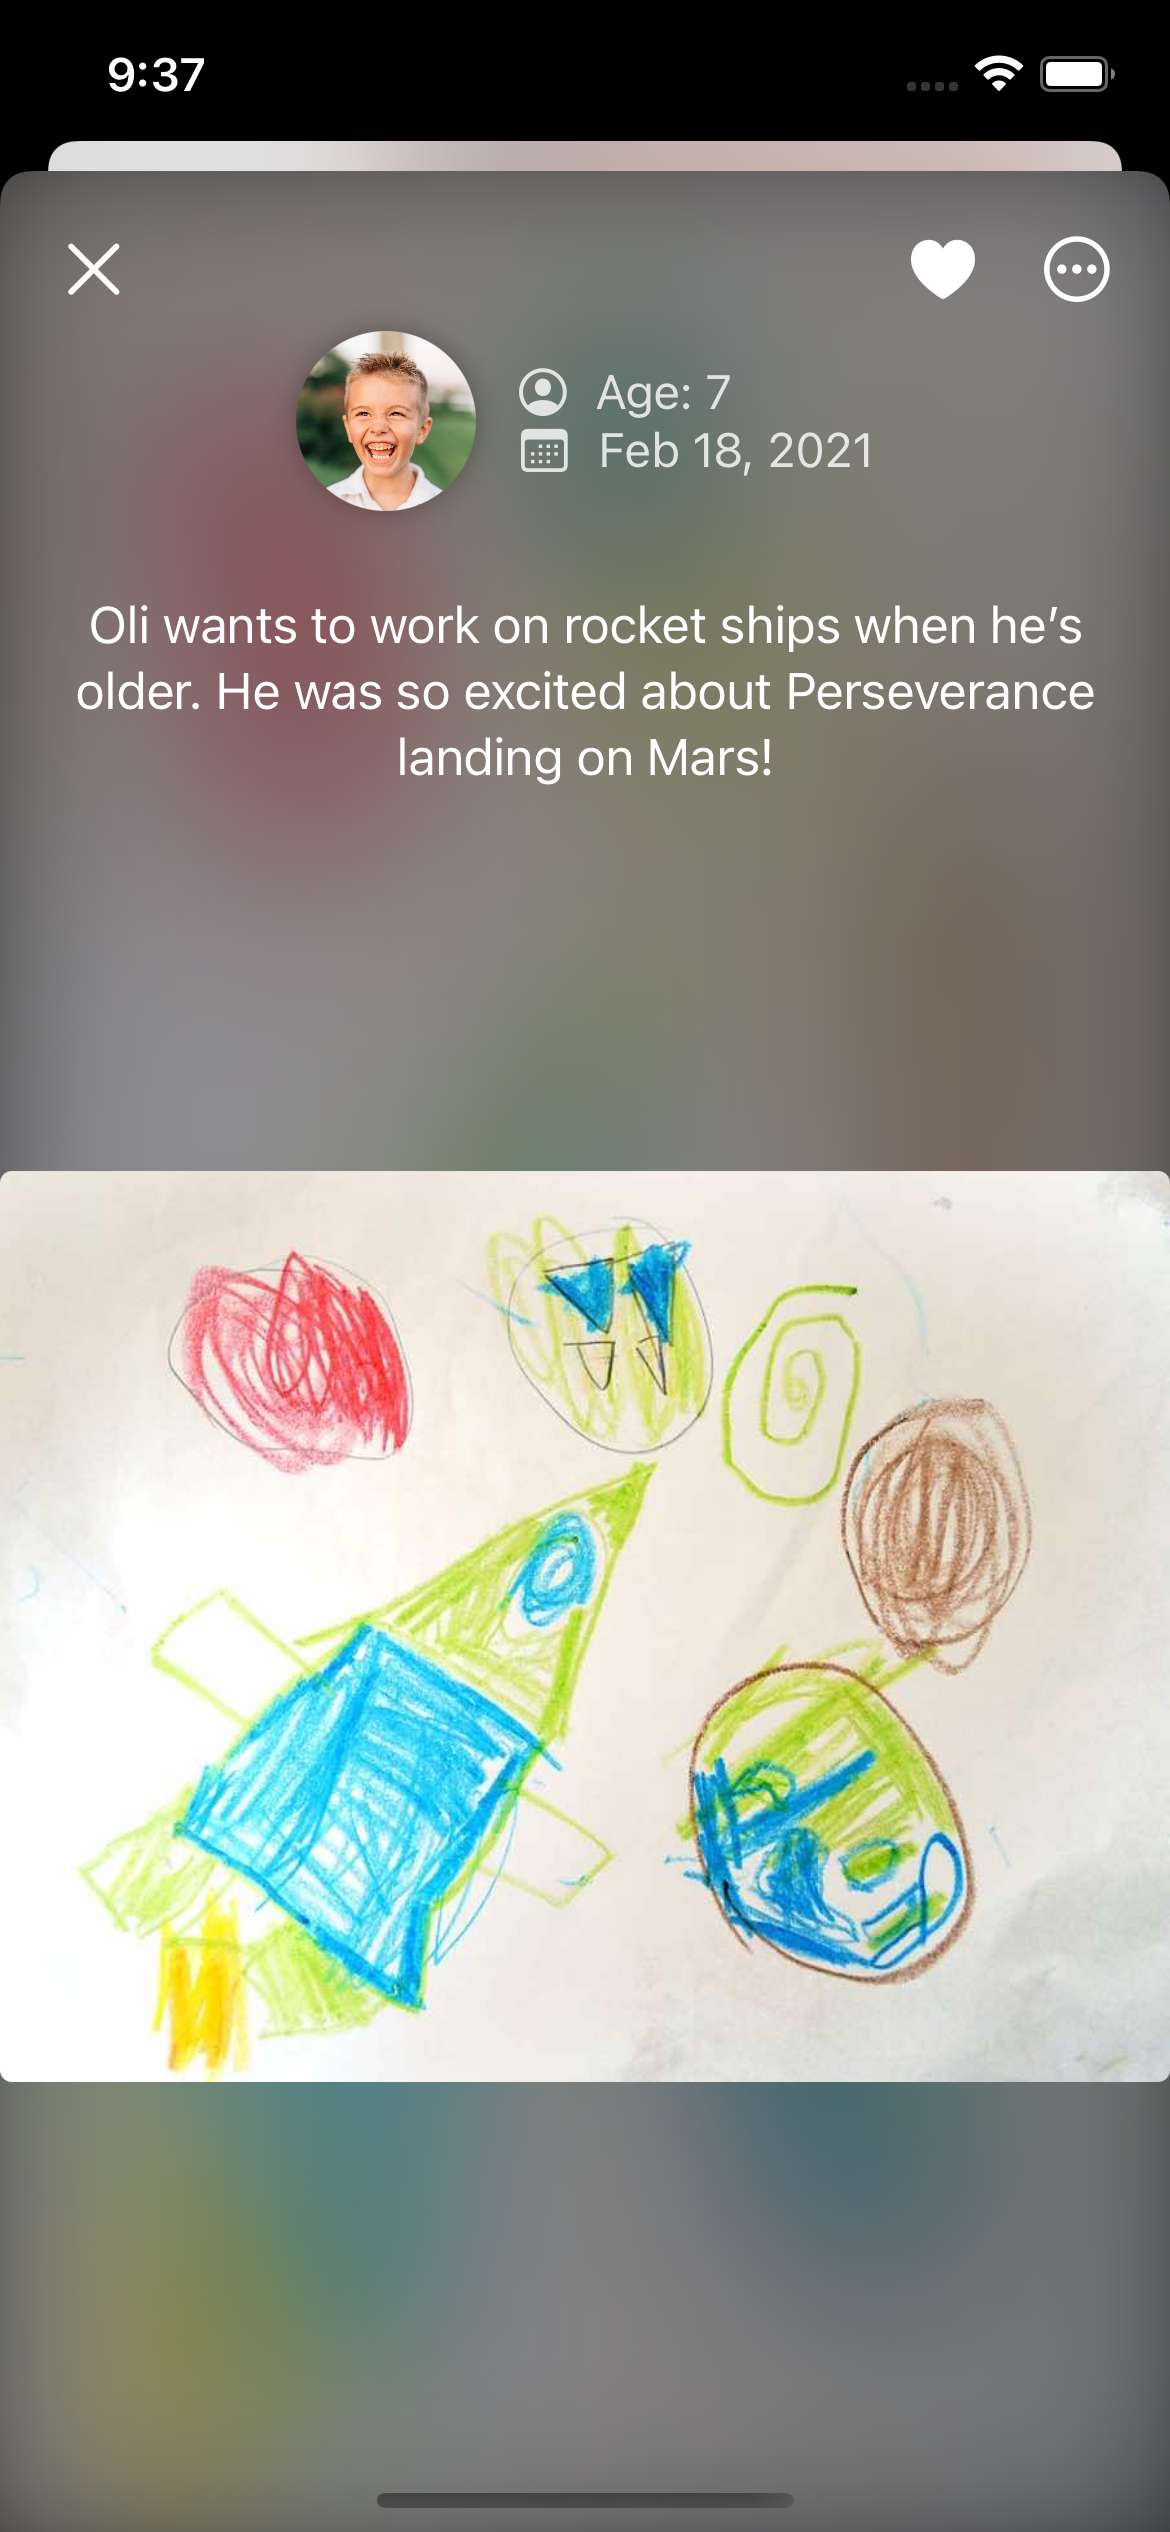 9:37
Age: 7
Feb 18, 2021
Oli wants to work on rocket ships when he’s
older. He was so excited about Perseverance
landing on Mars!